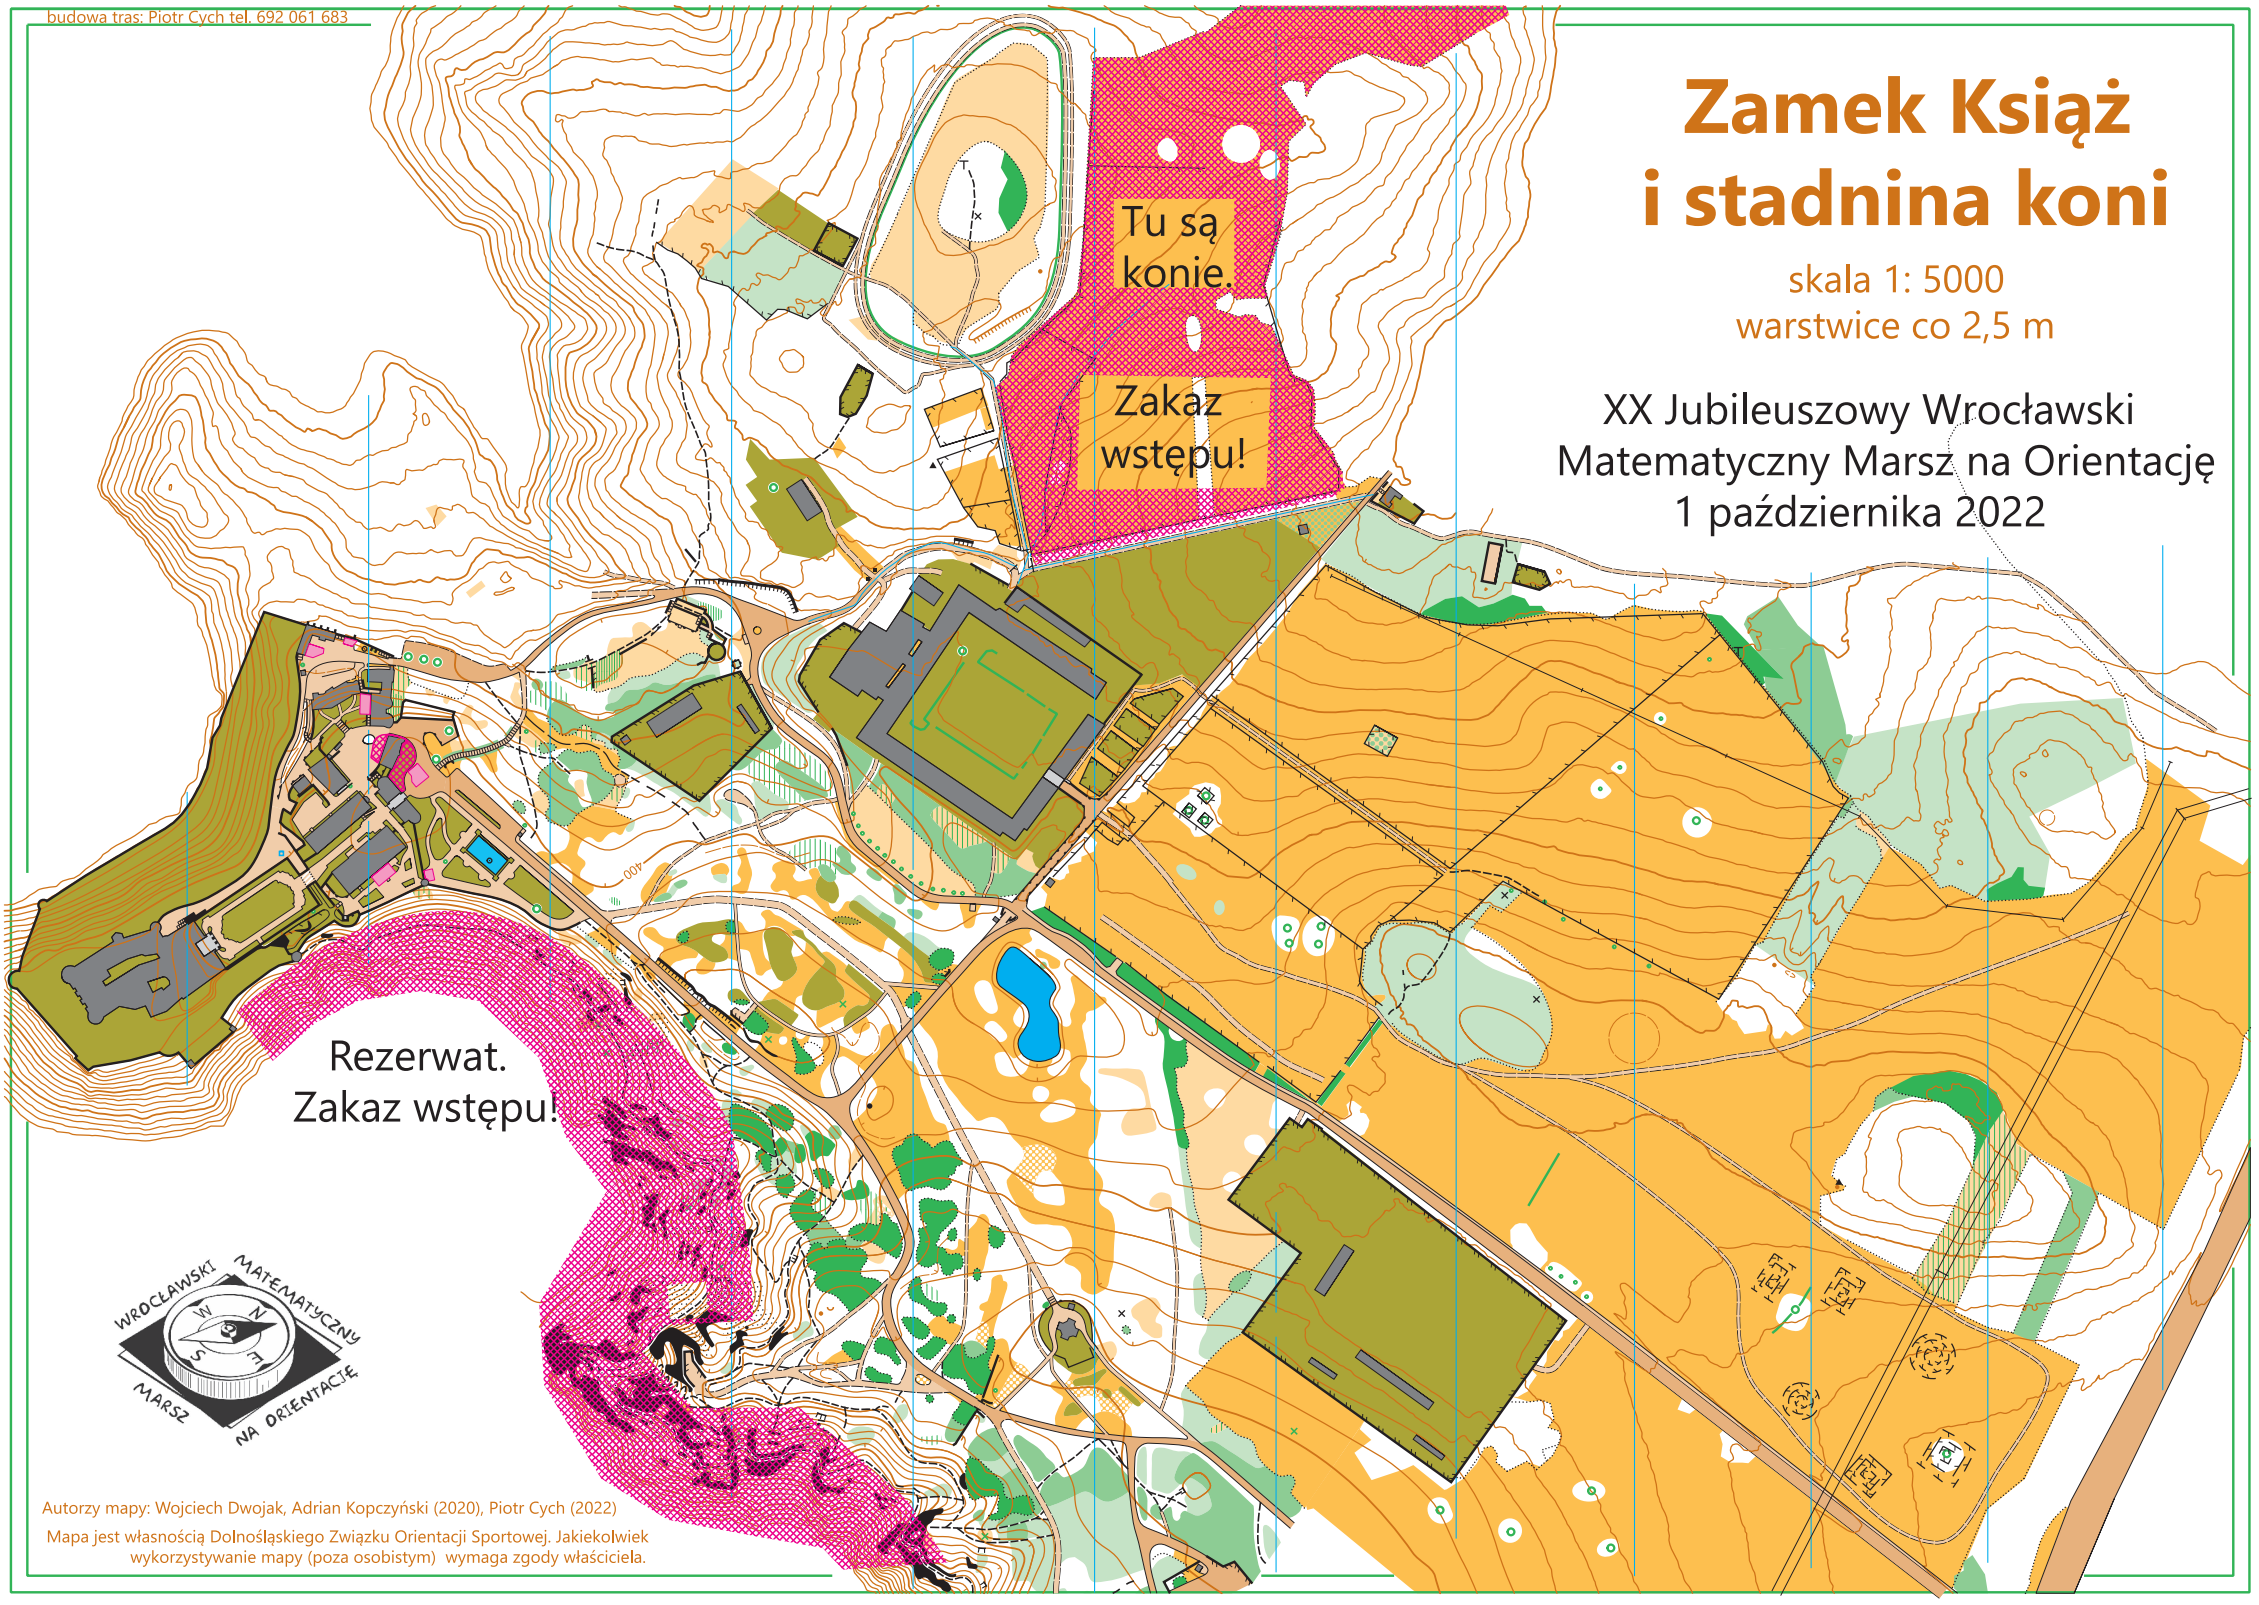 budowa tras: Piotr Cych tel. 692 061 683
Zamek Książ
i stadnina koni
skala 1: 5000
warstwice co 2,5 m
XX Jubileuszowy Wrocławski
Matematyczny Marsz na Orientację
1 października 2022
Tu są
konie.
Zakaz
wstępu!
400
Rezerwat.
Zakaz wstępu!
WROCŁAWSKI MATEMATYCZNY
N
W
E
S
MARSZ NA ORIENTACJĘ
Autorzy mapy: Wojciech Dwojak, Adrian Kopczyński (2020), Piotr Cych (2022)
Mapa jest własnością Dolnośląskiego Związku Orientacji Sportowej. Jakiekolwiek
wykorzystywanie mapy (poza osobistym) wymaga zgody właściciela.